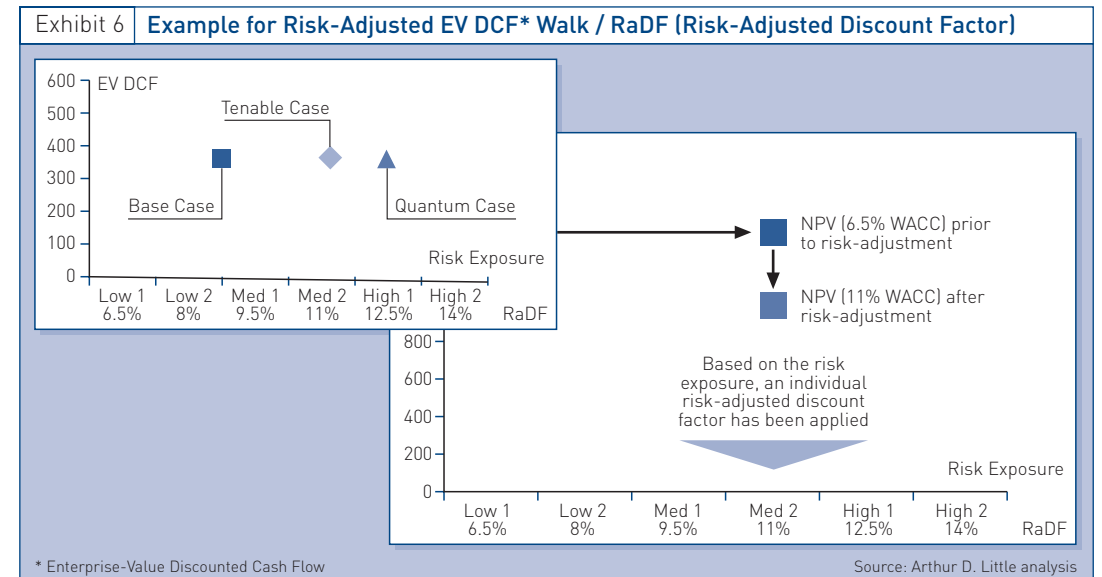 Exhibit 6
Example for Risk-Adjusted EV DCF* Walk / RaDF (Risk-Adjusted Discount Factor)
600
EV DCF
500
Tenable Case
400
300
200
Base Case
Quantum Case
100
Risk Exposure
0
Low 1 Low 2 Med 1 Med 2 High 1 High 2
6.5% 8% 9.5% 11% 12.5% 14% RaDF
NPV (6.5% WACC) prior
to risk-adjustment
NPV (11% WACC) after
risk-adjustment
800
Based on the risk
600
exposure, an individual
risk-adjusted discount
400
factor has been applied
200
Risk Exposure
0
Low 1 Low 2 Med 1 Med 2 High 1 High 2
6.5% 8% 9.5% 11% 12.5% 14% RaDF
* Enterprise-Value Discounted Cash Flow
Source: Arthur D. Little analysis